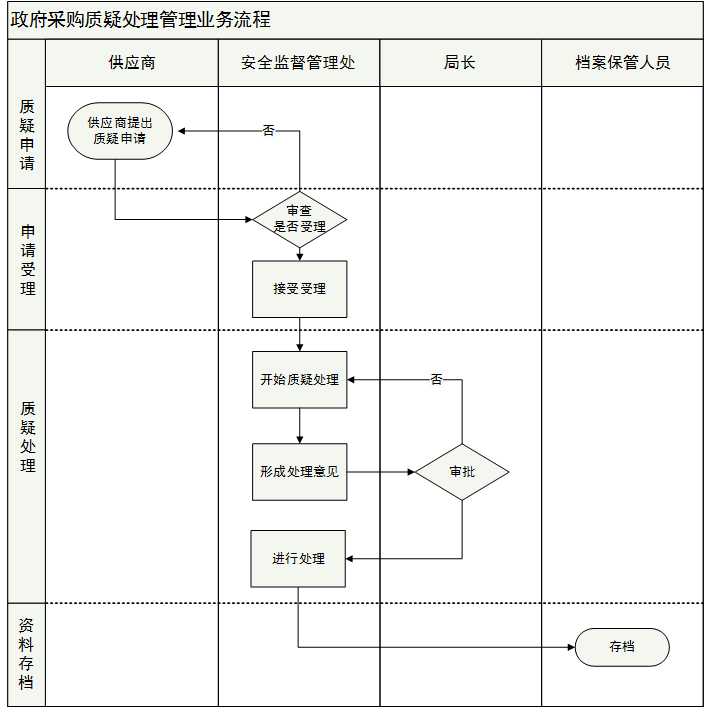 政府采购质疑处理管理业务流程
供应商
安全监督管理处
局长
档案保管人员
质疑申请
供应商提出
质疑申请
否
申请受理
审查
是否受理
接受受理
质疑处理
开始质疑处理
否
形成处理意见
审批
进行处理
资料存档
存档